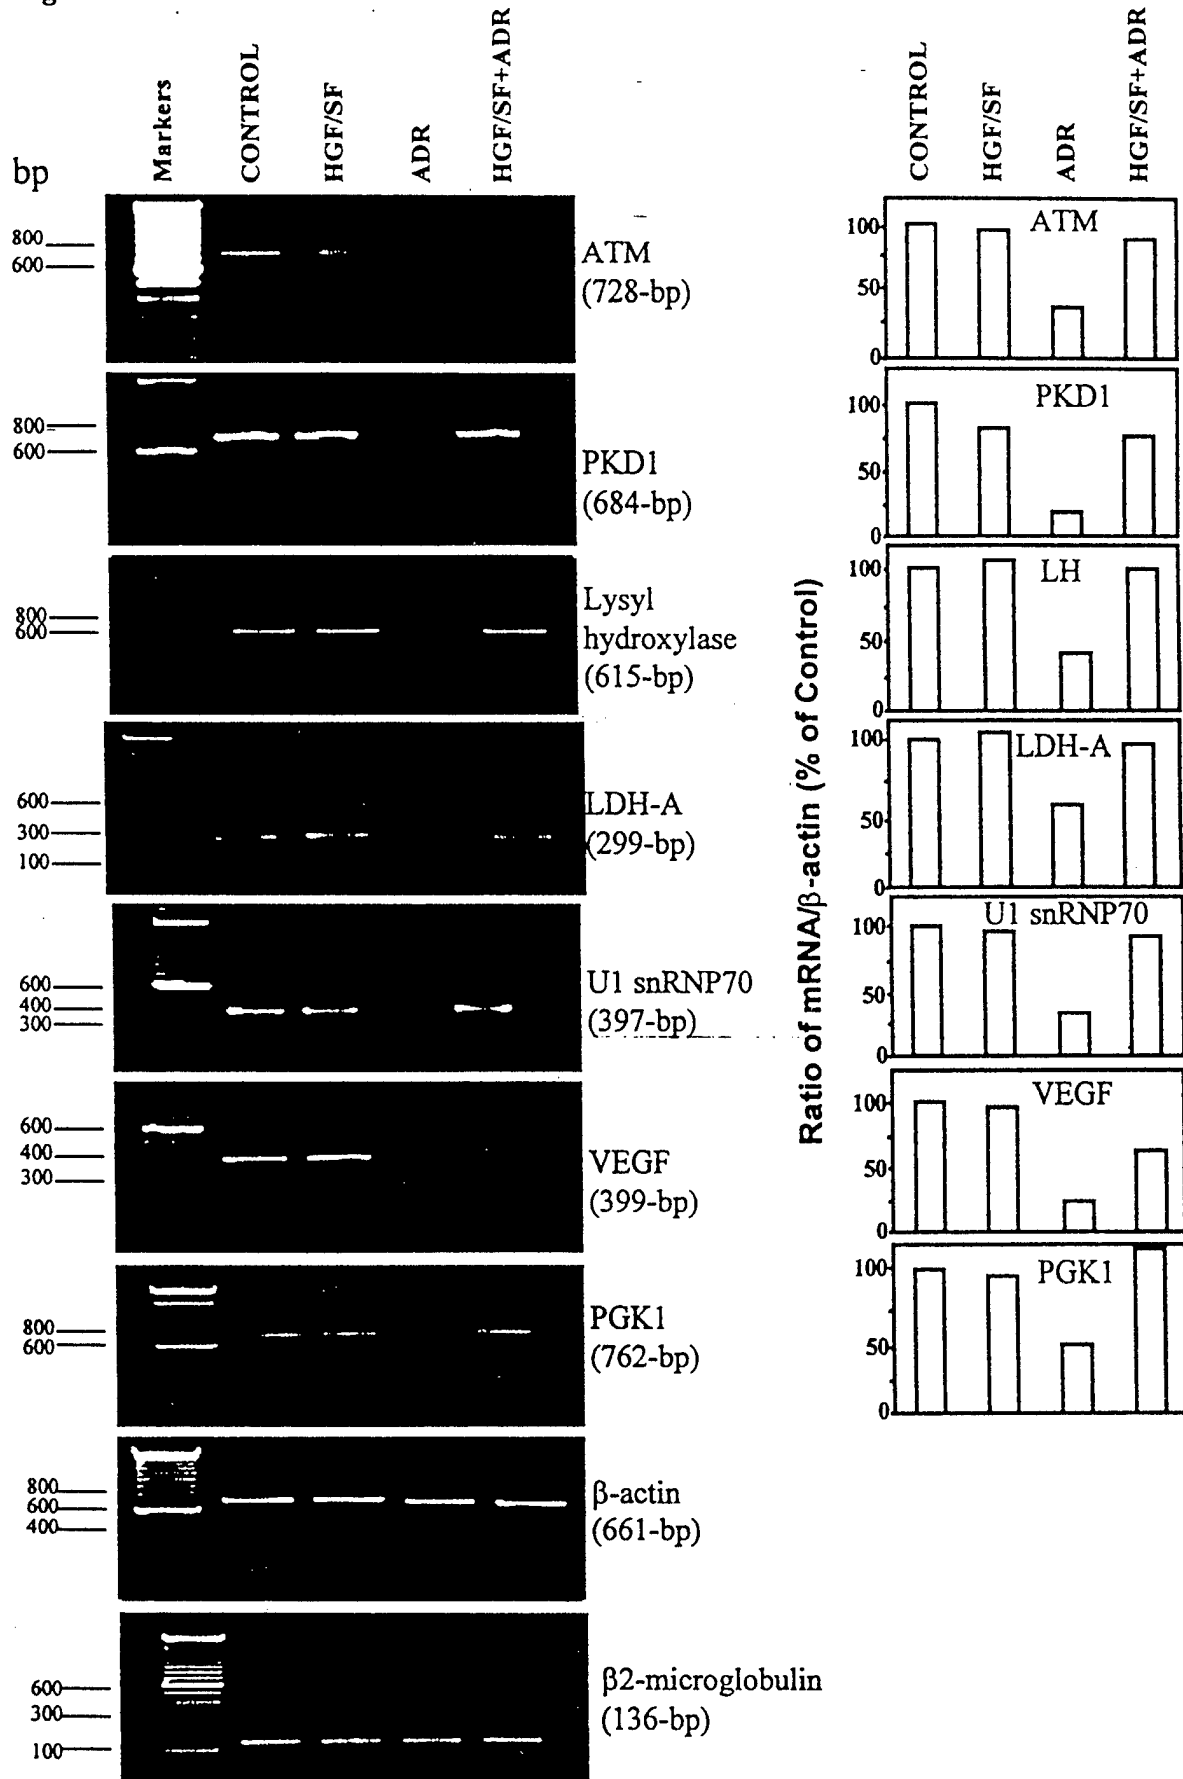 Markers CONTROL HGF/SF ADR HGF/SF+ADR
bp
800
600
ATM
(728-bp)
800
600
PKD1
(684-bp)
800
600
Lysyl
hydroxylase
(615-bp)
600
300
100
LDH-A
(299-bp)
600
400
300
U1 snRNP70
(397-bp)
600
400
300
VEGF
(399-bp)
800
600
PGK1
(762-bp)
800
600
400
β-actin
(661-bp)
600
300
100
β2-microglobulin
(136-bp)
CONTROL HGF/SF ADR HGF/SF+ADR
Ratio of mRNA/β-actin (% of Control)
ATM
100
50
0
PKD1
100
50
0
LH
100
50
0
LDH-A
100
50
0
U1 snRNP70
100
50
0
VEGF
100
50
0
PGK1
100
50
0